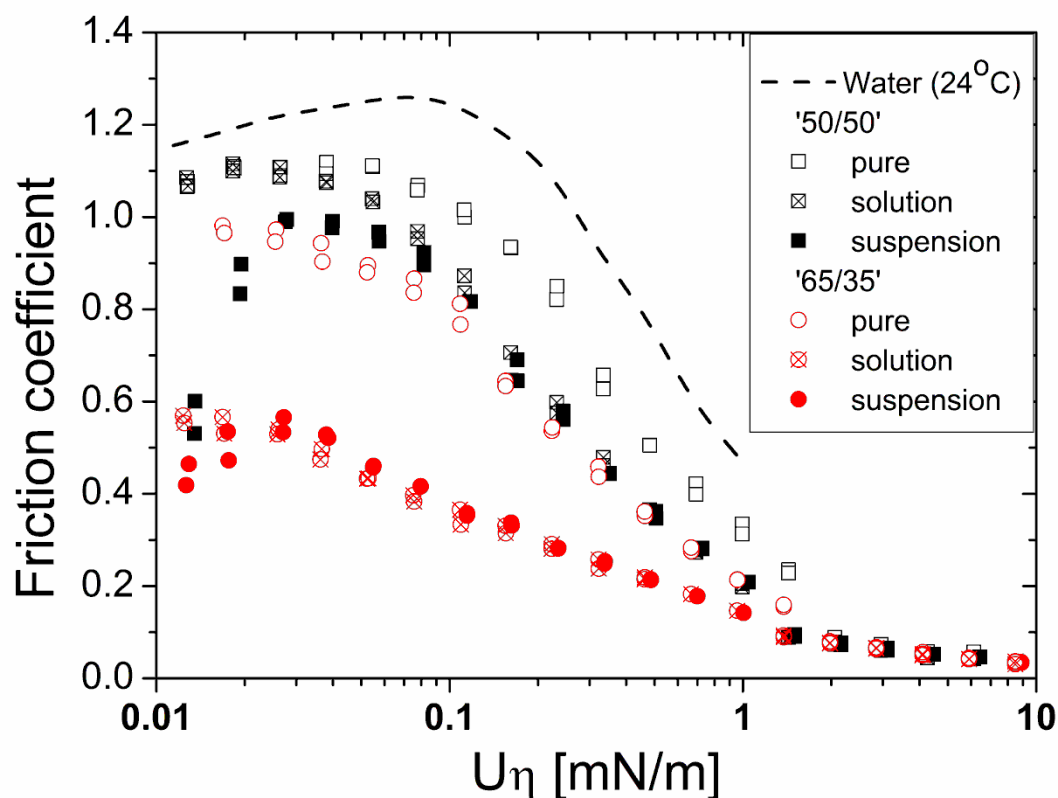 1.4
1.2
1.0
0.8
0.6
0.4
0.2
0.0
Friction coefficient
0.01
0.1
1
10
Uη [mN/m]
Water (24°C)
'50/50'
pure
solution
suspension
'65/35'
pure
solution
suspension